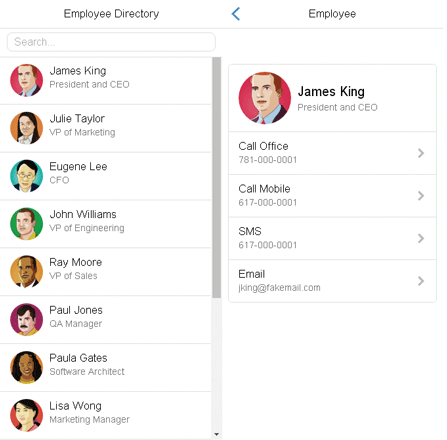 Employee Directory
Search...
James King
President and CEO
Julie Taylor
VP of Marketing
Eugene Lee
CFO
John Williams
VP of Engineering
Ray Moore
VP of Sales
Paul Jones
QA Manager
Paula Gates
Software Architect
Lisa Wong
Marketing Manager
Employee
James King
President and CEO
Call Office
781-000-0001
Call Mobile
617-000-0001
SMS
617-000-0001
Email
jking@fakemail.com